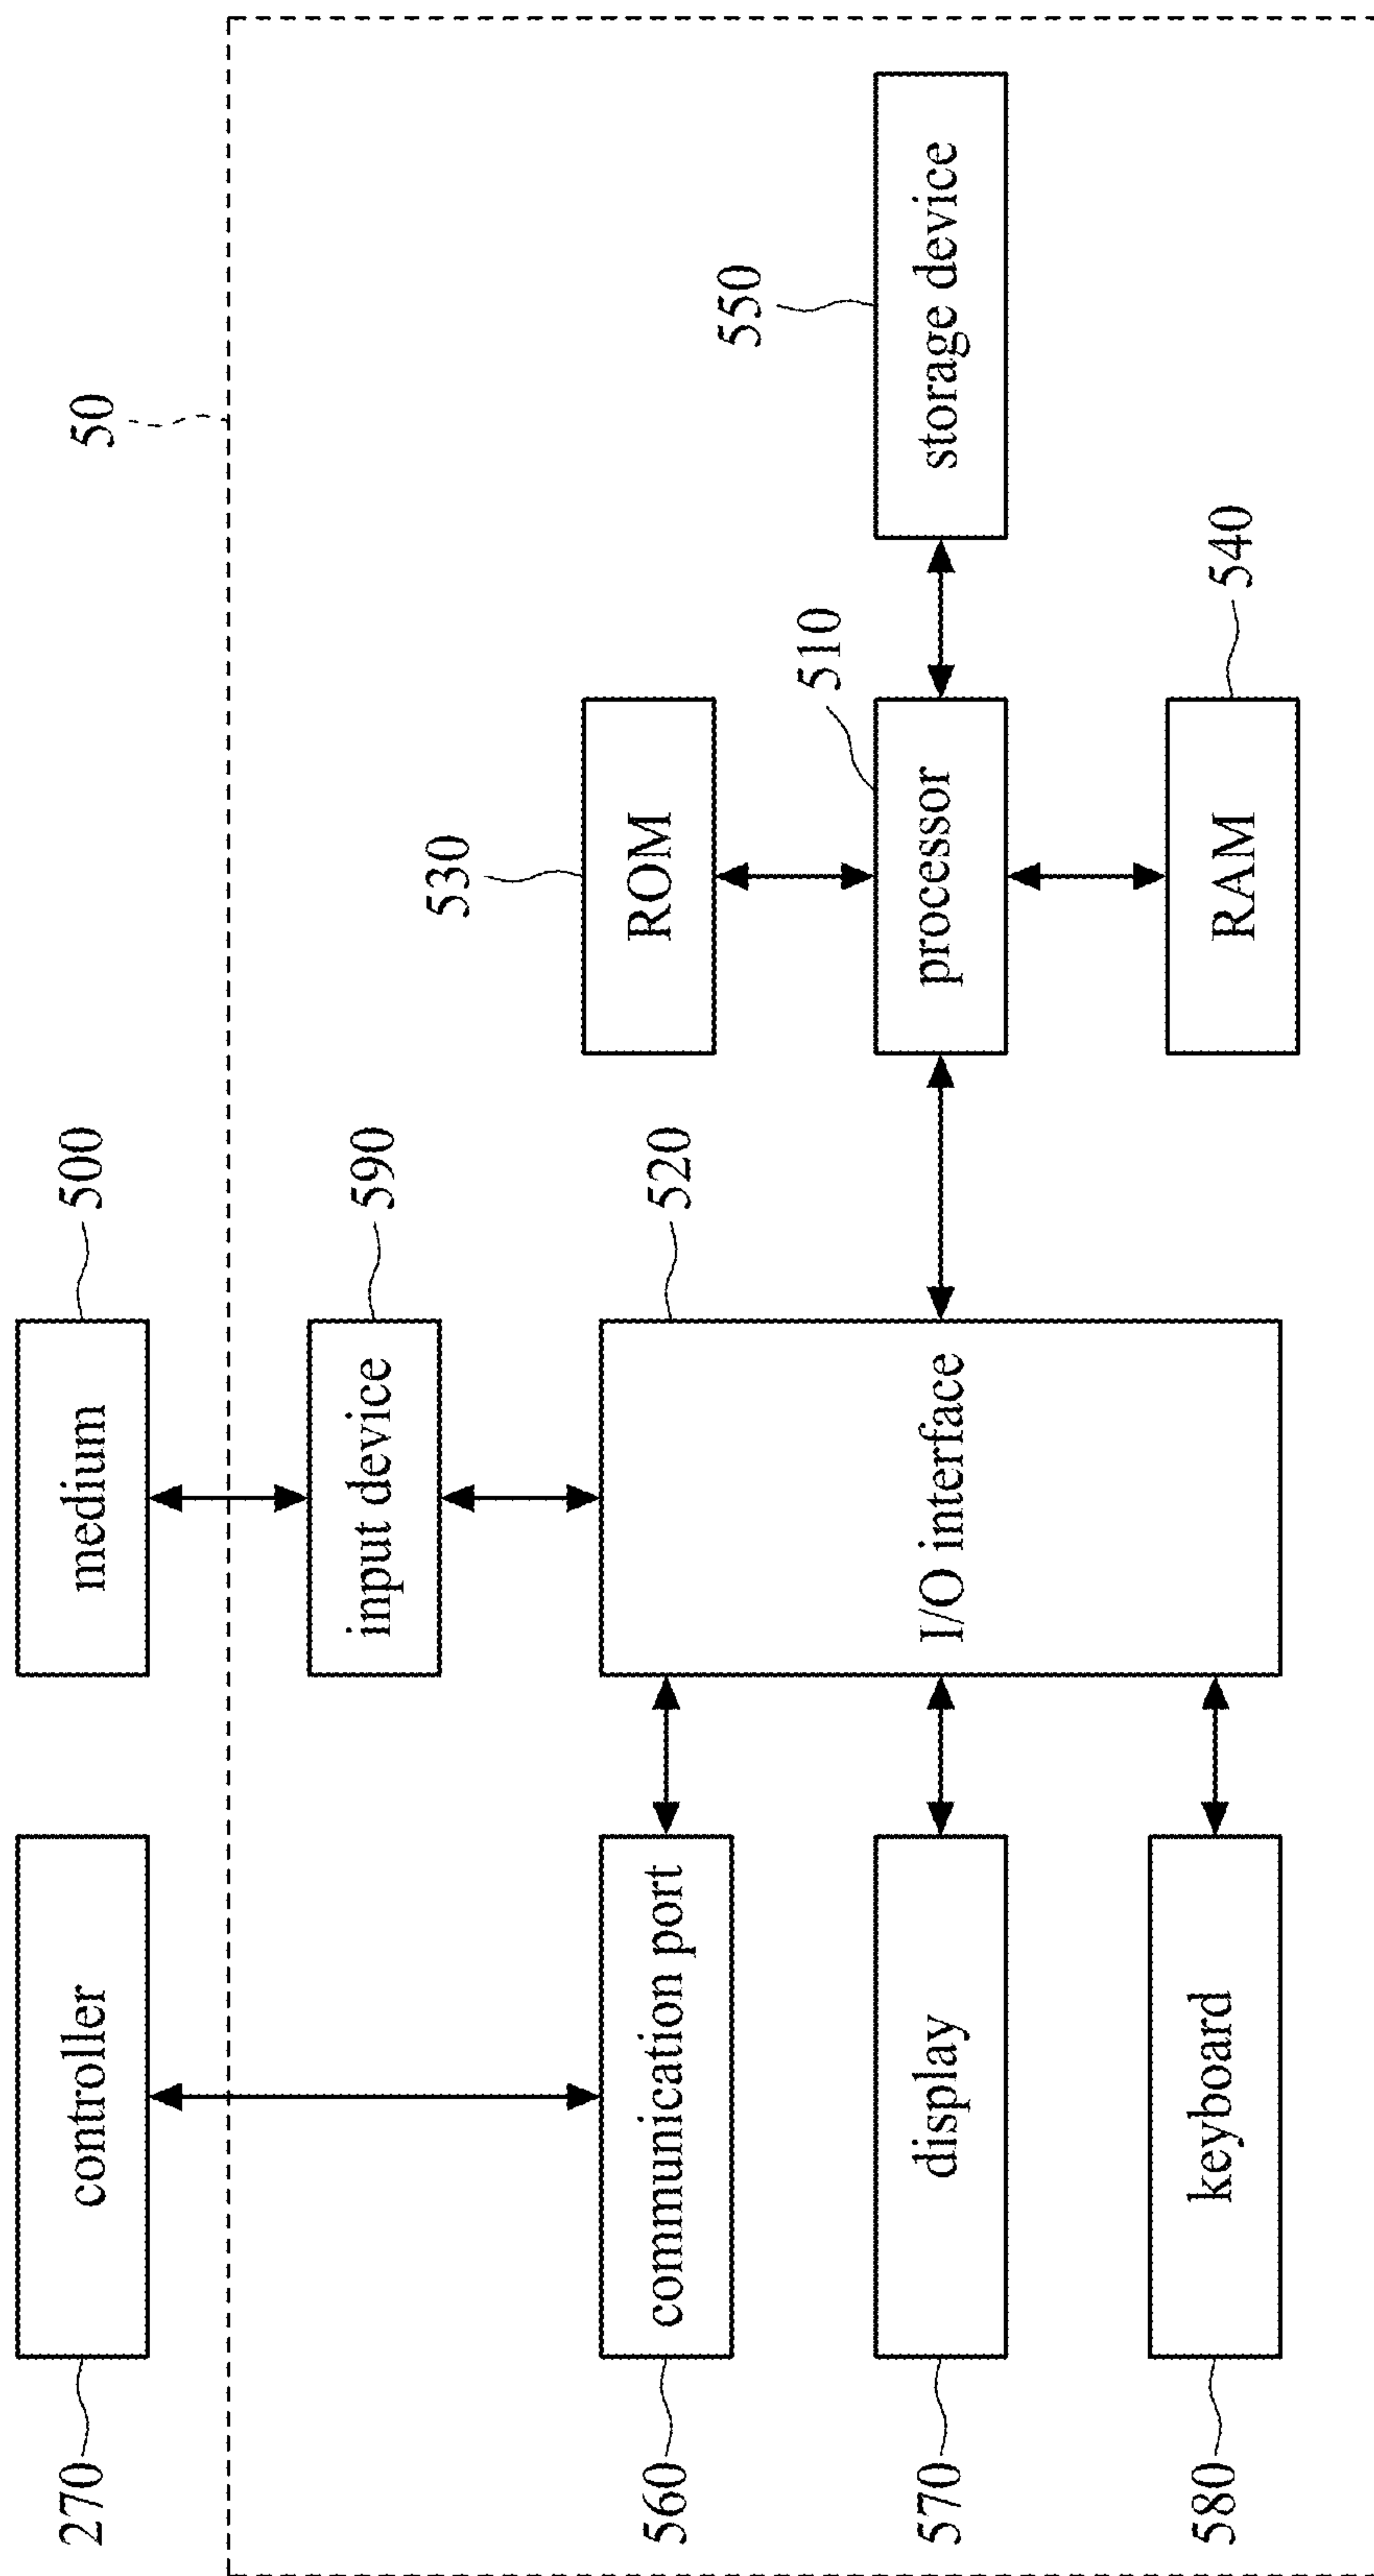 270
controller
medium
500
50
input device
590
560
communication port
I/O interface
520
ROM
530
570
display
processor
510
storage device
550
580
keyboard
RAM
540